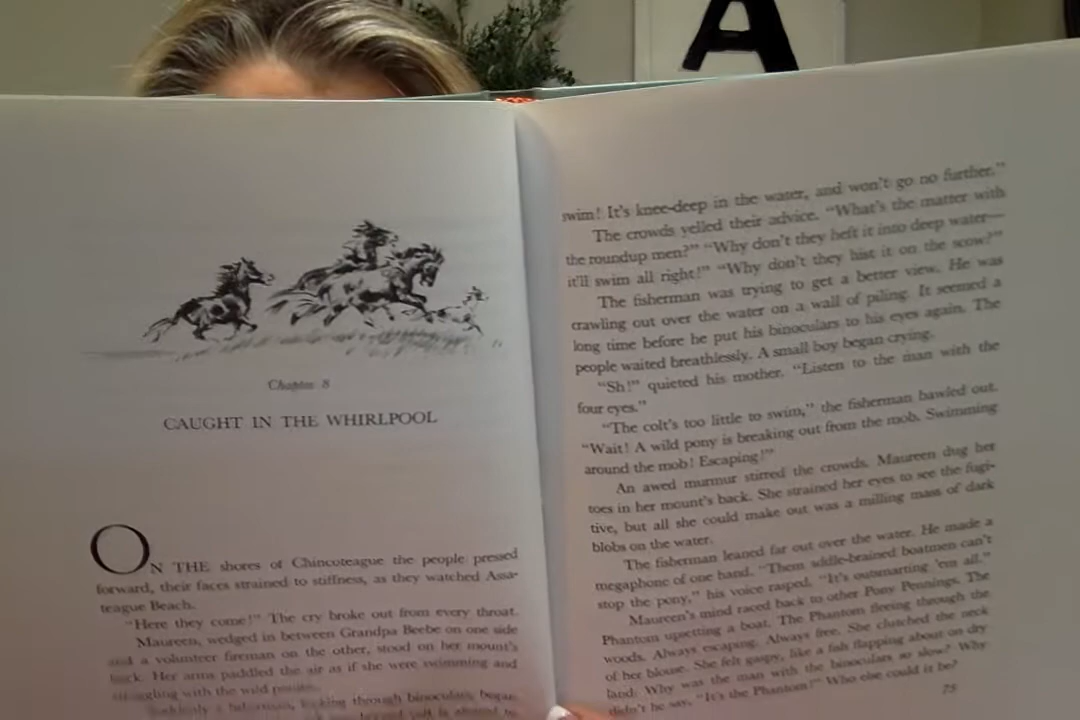 A
Chapter 8
CAUGHT IN THE WHIRLPOOL
ON THE shores of Chincoteague the people pressed
forward, their faces strained to stiffness, as they watched Assa-
teague Beach.
"Here they come!" The cry broke out from every throat.
Maureen, wedged in between Grandpa Beebe on one side
and a volunteer fireman on the other, stood on her mount's
back. Her arms paddled the air as if she were swimming and
struggling with the wild ponies.
Suddenly a fisherman, looking through binoculars, began
swim! It's knee-deep in the water, and won't go no further."
The crowds yelled their advice. "What's the matter with
the roundup men?" "Why don't they heft it into deep water—
it'll swim all right!" "Why don't they hist it on the scow?"
The fisherman was trying to get a better view. He was
crawling out over the water on a wall of piling. It seemed a
long time before he put his binoculars to his eyes again. The
people waited breathlessly. A small boy began crying.
"Sh!" quieted his mother. "Listen to the man with the
four eyes."
"The colt's too little to swim," the fisherman bawled out.
"Wait! A wild pony is breaking out from the mob. Swimming
around the mob! Escaping!"
An awed murmur stirred the crowds. Maureen dug her
toes in her mount's back. She strained her eyes to see the fugi-
tive, but all she could make out was a milling mass of dark
blobs on the water.
The fisherman leaned far out over the water. He made a
megaphone of one hand. "Them addle-brained boatmen can't
stop the pony," his voice rasped. "It's outsmarting 'em all."
Maureen's mind raced back to other Pony Pennings. The
Phantom upsetting a boat. The Phantom fleeing through the
woods. Always escaping. Always free. She clutched the neck
of her blouse. She felt gaspy, like a fish flapping about on dry
land. Why was the man with the binoculars so slow? Why
didn't he say, "It's the Phantom!" Who else could it be?
75